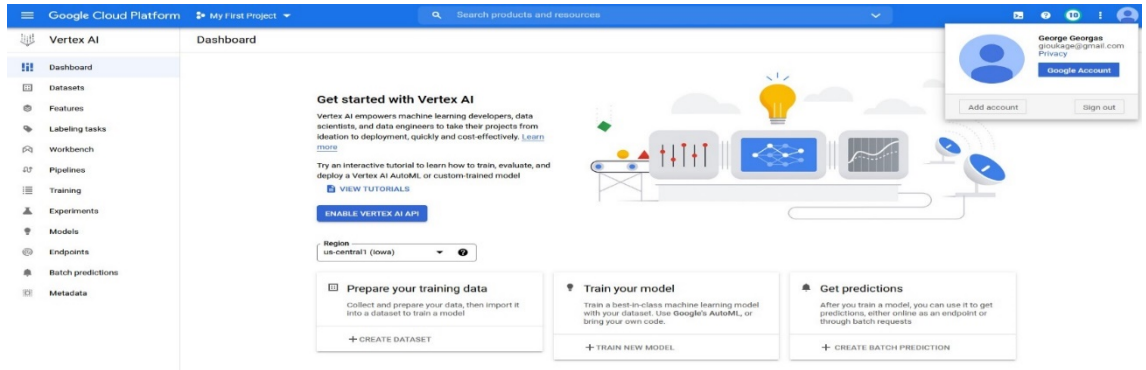 Google Cloud Platform
My First Project
Search products and resources
10
George Georgas
gioukage@gmail.com
Privacy
Google Account
Add account
Sign out
Vertex AI
Dashboard
Dashboard
Datasets
Features
Labeling tasks
Workbench
Pipelines
Training
Experiments
Models
Endpoints
Batch predictions
Metadata
Get started with Vertex AI
Vertex AI empowers machine learning developers, data
scientists, and data engineers to take their projects from
ideation to deployment, quickly and cost-effectively. Learn
more
Try an interactive tutorial to learn how to train, evaluate, and
deploy a Vertex AI AutoML or custom-trained model
VIEW TUTORIALS
ENABLE VERTEX AI API
Region
us-central1 (Iowa)
Prepare your training data
Collect and prepare your data, then import it
into a dataset to train a model
+ CREATE DATASET
Train your model
Train a best-in-class machine learning model
with your dataset. Use Google's AutoML, or
bring your own code.
+ TRAIN NEW MODEL
Get predictions
After you train a model, you can use it to get
predictions, either online as an endpoint or
through batch requests
+ CREATE BATCH PREDICTION